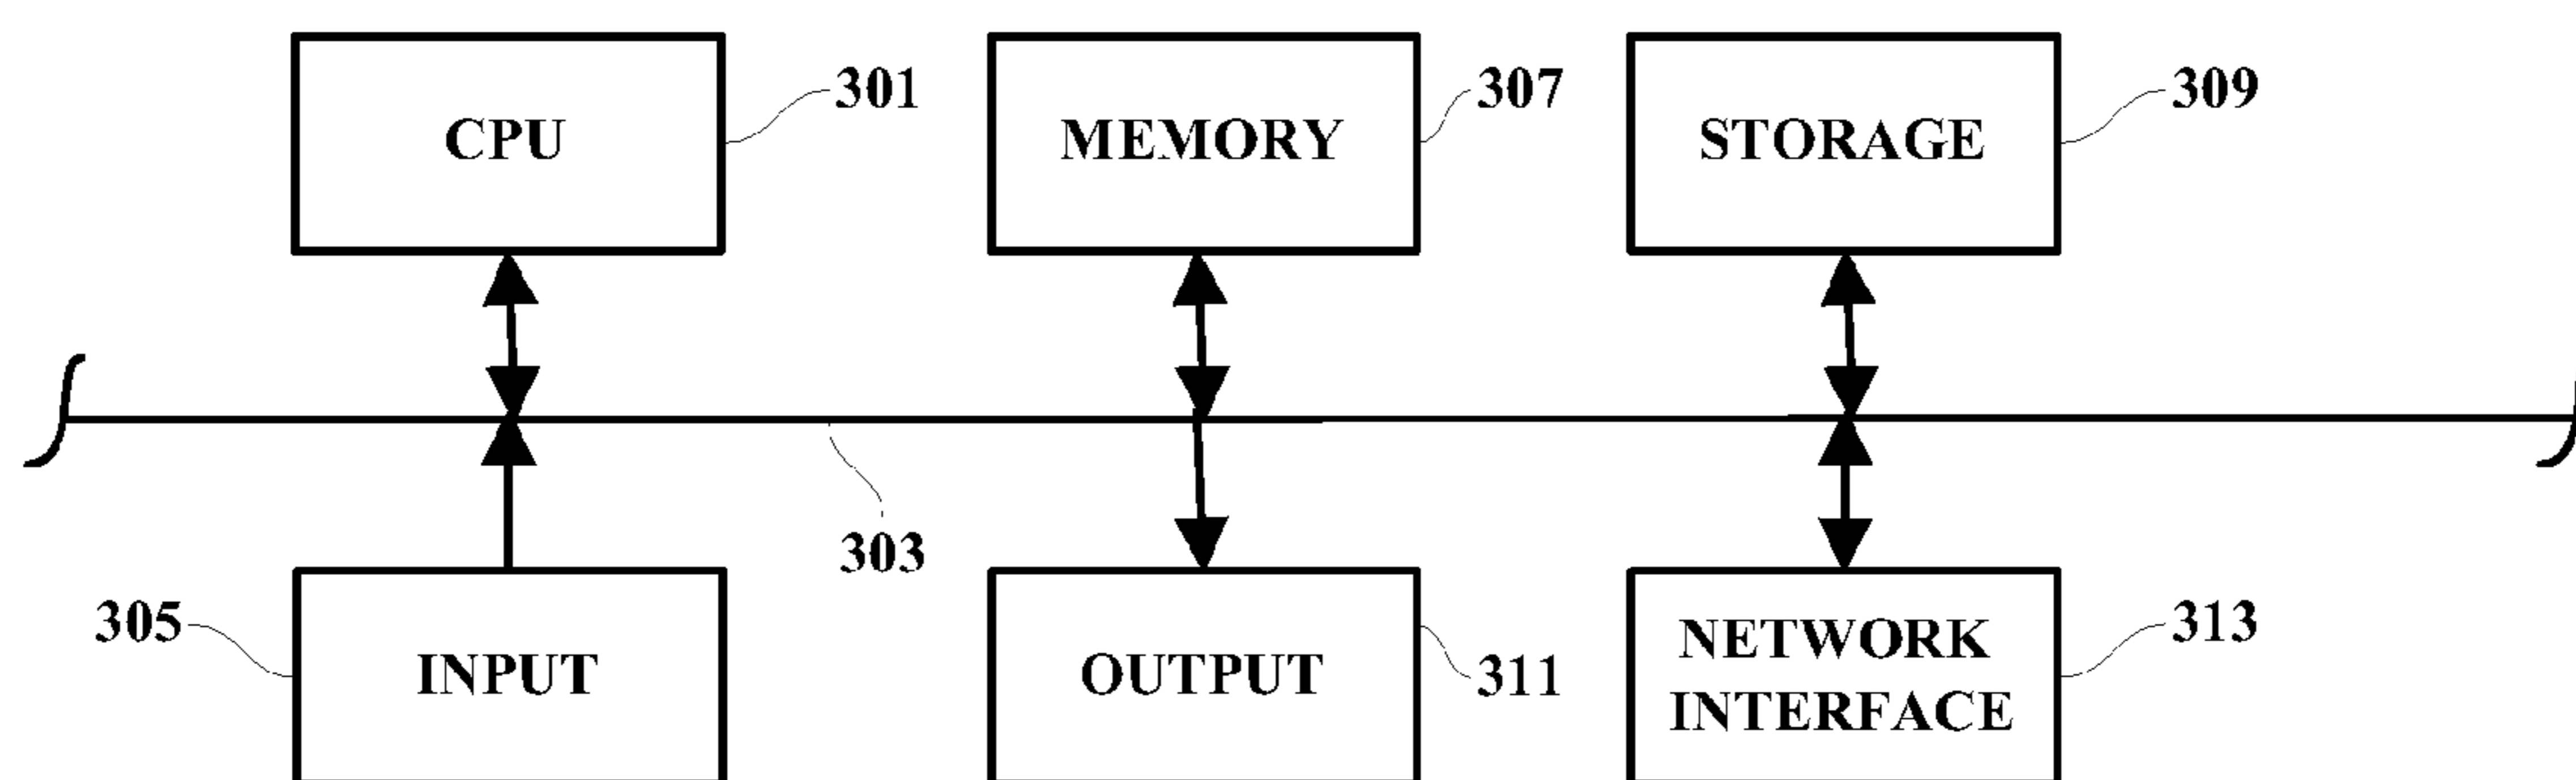 CPU
301
MEMORY
307
STORAGE
309
303
305
INPUT
OUTPUT
311
NETWORK
INTERFACE
313